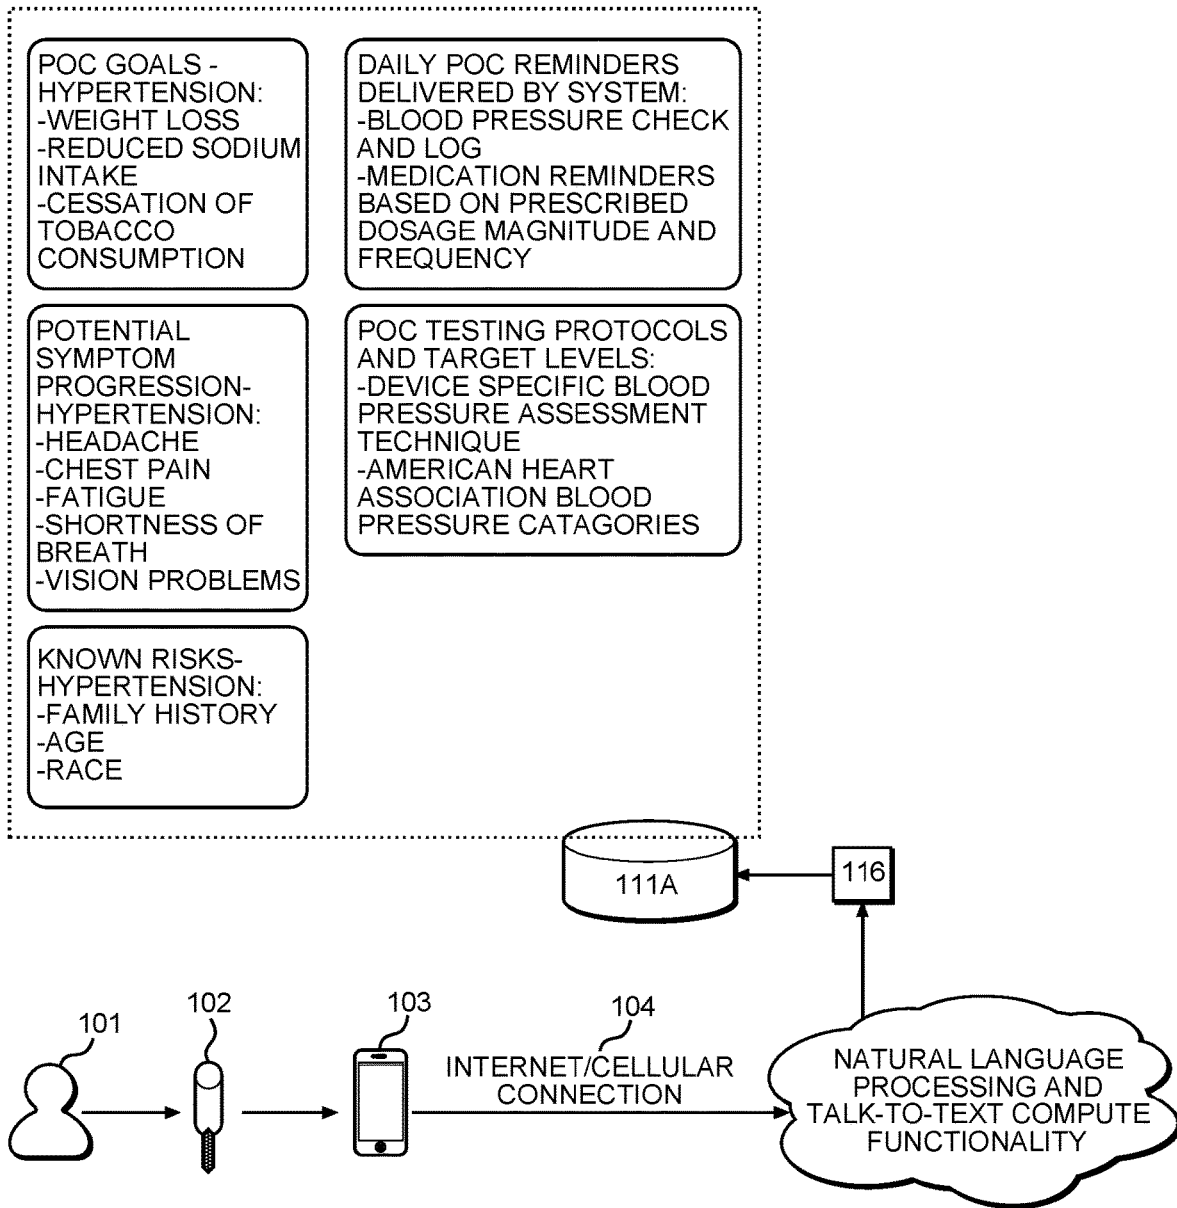 POC GOALS -
HYPERTENSION:
-WEIGHT LOSS
-REDUCED SODIUM
INTAKE
-CESSATION OF
TOBACCO
CONSUMPTION
DAILY POC REMINDERS
DELIVERED BY SYSTEM:
-BLOOD PRESSURE CHECK
AND LOG
-MEDICATION REMINDERS
BASED ON PRESCRIBED
DOSAGE MAGNITUDE AND
FREQUENCY
POTENTIAL
SYMPTOM
PROGRESSION-
HYPERTENSION:
-HEADACHE
-CHEST PAIN
-FATIGUE
-SHORTNESS OF
BREATH
-VISION PROBLEMS
POC TESTING PROTOCOLS
AND TARGET LEVELS:
-DEVICE SPECIFIC BLOOD
PRESSURE ASSESSMENT
TECHNIQUE
-AMERICAN HEART
ASSOCIATION BLOOD
PRESSURE CATAGORIES
KNOWN RISKS-
HYPERTENSION:
-FAMILY HISTORY
-AGE
-RACE
111A
116
101
102
103
104
INTERNET/CELLULAR
CONNECTION
NATURAL LANGUAGE
PROCESSING AND
TALK-TO-TEXT COMPUTE
FUNCTIONALITY